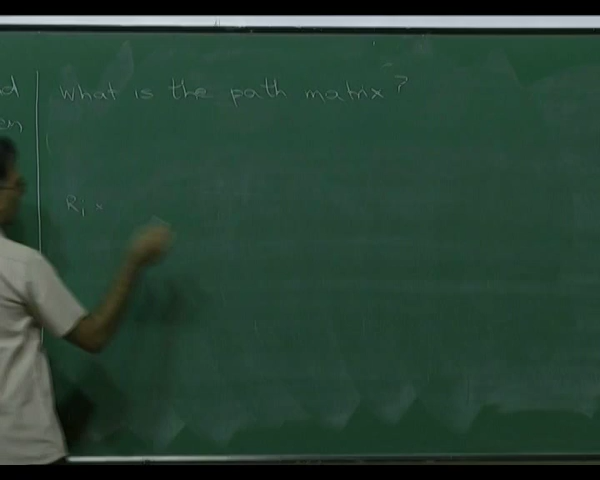 What is the path matrix?
R₁ ×